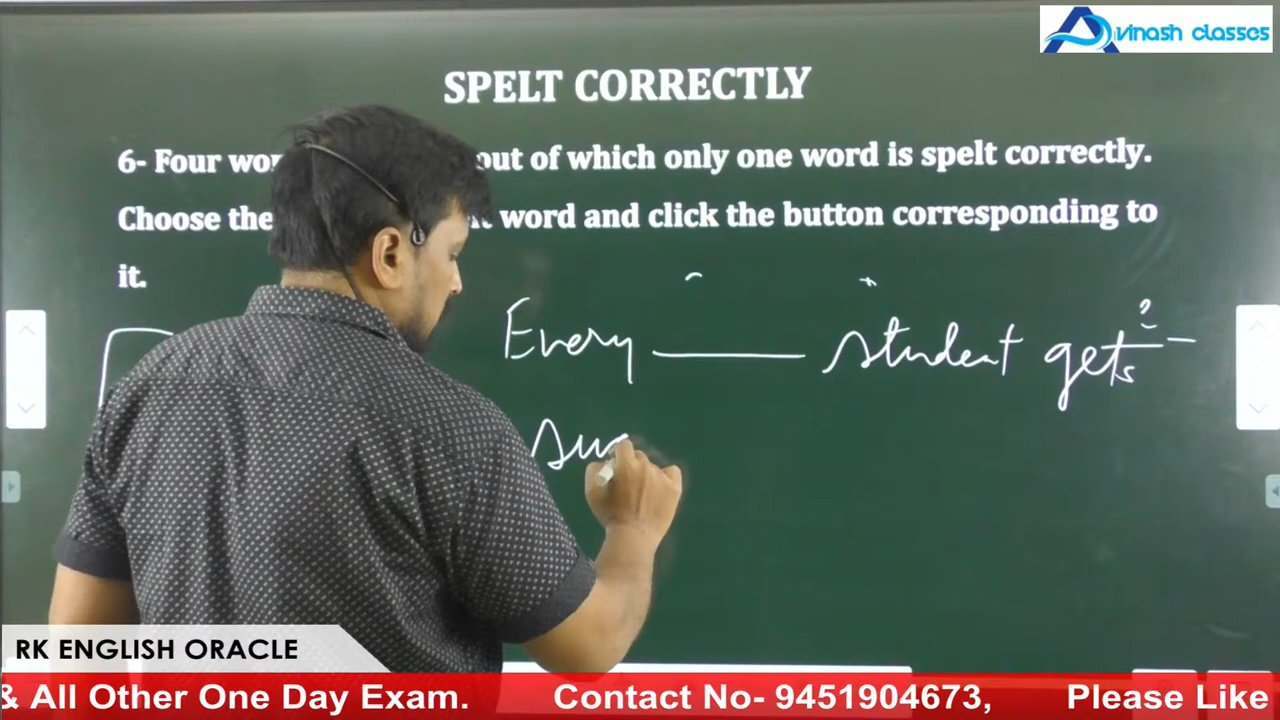 Avinash classes
SPELT CORRECTLY
6- Four out of which only one word is spelt correctly.
Choose the word and click the button corresponding to
it.
Every ______ student gets
RK ENGLISH ORACLE
& All Other One Day Exam. Contact No- 9451904673, Please Like